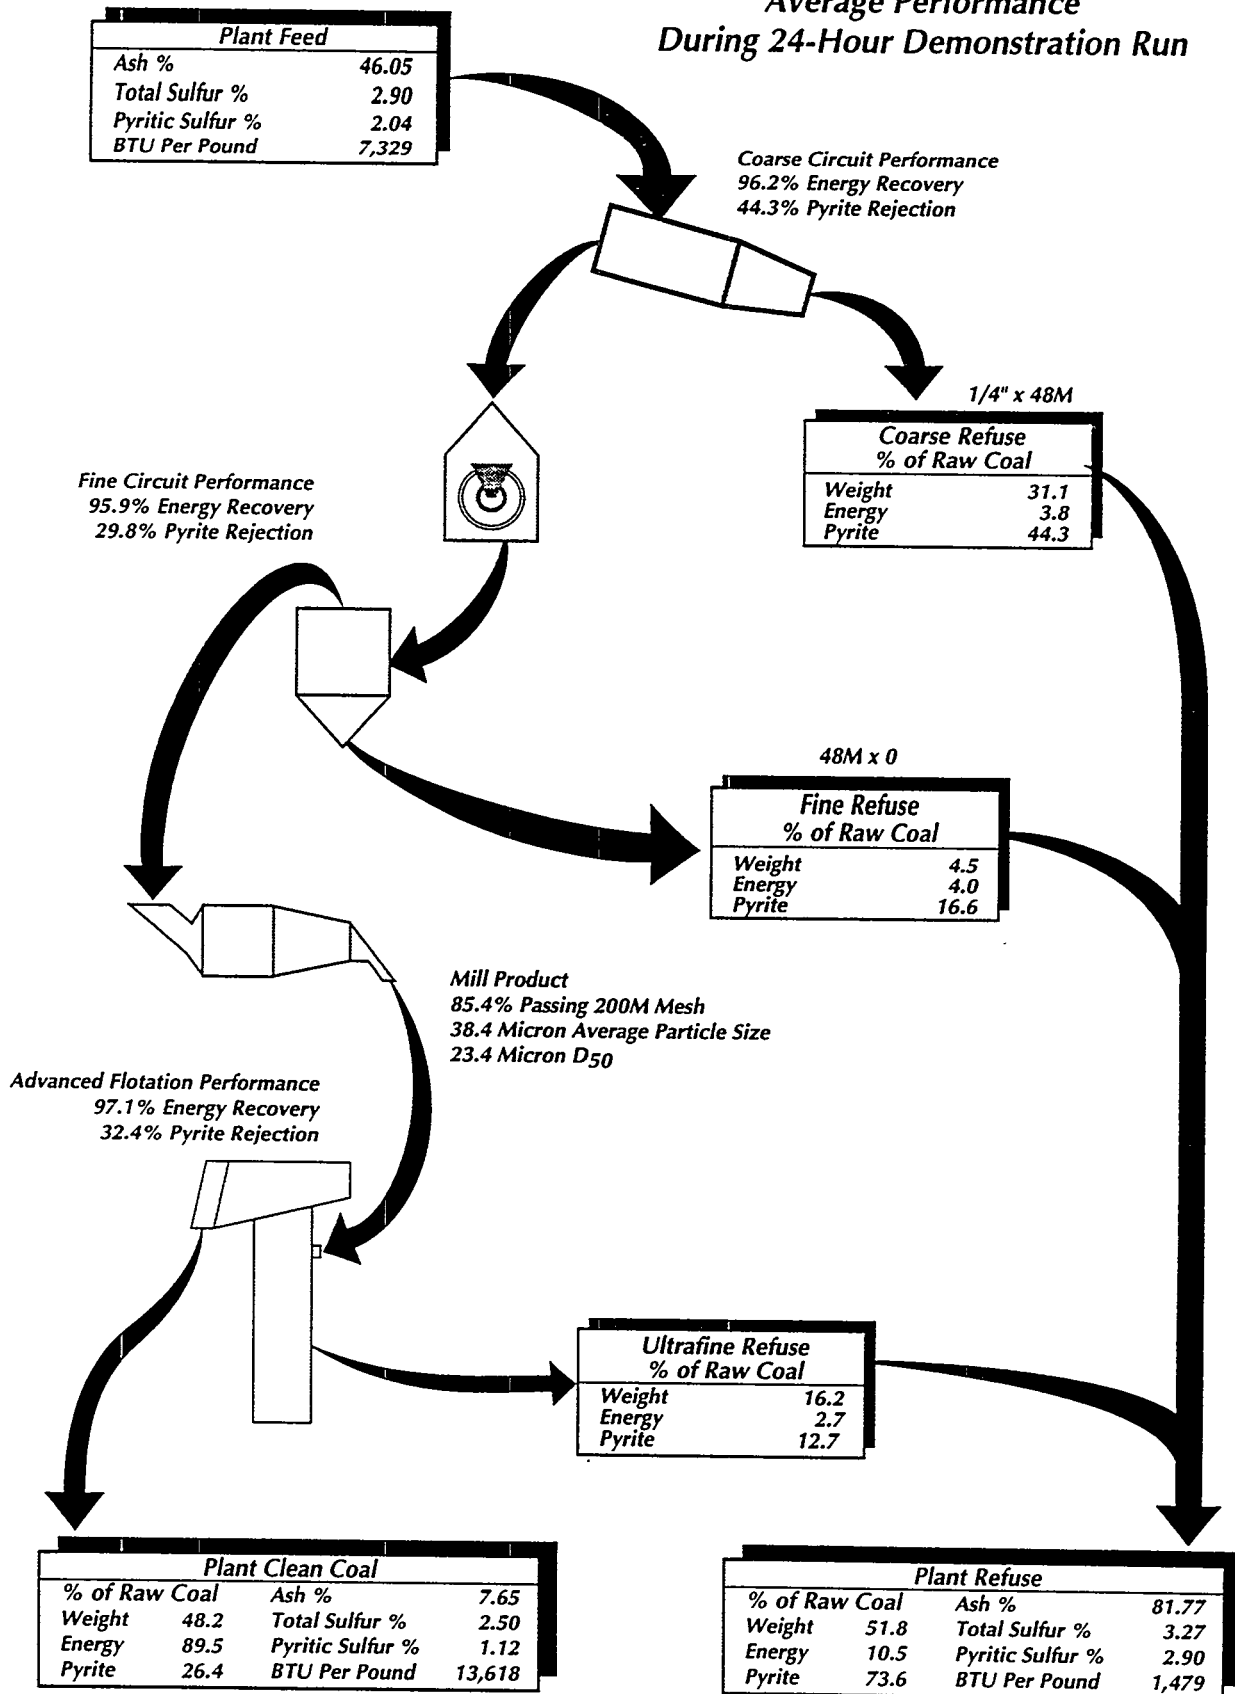 Average Performance
During 24-Hour Demonstration Run
Plant Feed
Ash % 46.05
Total Sulfur % 2.90
Pyritic Sulfur % 2.04
BTU Per Pound 7,329
Coarse Circuit Performance
96.2% Energy Recovery
44.3% Pyrite Rejection
1/4" x 48M
Coarse Refuse
% of Raw Coal
Weight 31.1
Energy 3.8
Pyrite 44.3
Fine Circuit Performance
95.9% Energy Recovery
29.8% Pyrite Rejection
48M x 0
Fine Refuse
% of Raw Coal
Weight 4.5
Energy 4.0
Pyrite 16.6
Mill Product
85.4% Passing 200M Mesh
38.4 Micron Average Particle Size
23.4 Micron D50
Advanced Flotation Performance
97.1% Energy Recovery
32.4% Pyrite Rejection
Ultrafine Refuse
% of Raw Coal
Weight 16.2
Energy 2.7
Pyrite 12.7
Plant Clean Coal
% of Raw Coal Ash % 7.65
Weight 48.2 Total Sulfur % 2.50
Energy 89.5 Pyritic Sulfur % 1.12
Pyrite 26.4 BTU Per Pound 13,618
Plant Refuse
% of Raw Coal Ash % 81.77
Weight 51.8 Total Sulfur % 3.27
Energy 10.5 Pyritic Sulfur % 2.90
Pyrite 73.6 BTU Per Pound 1,479